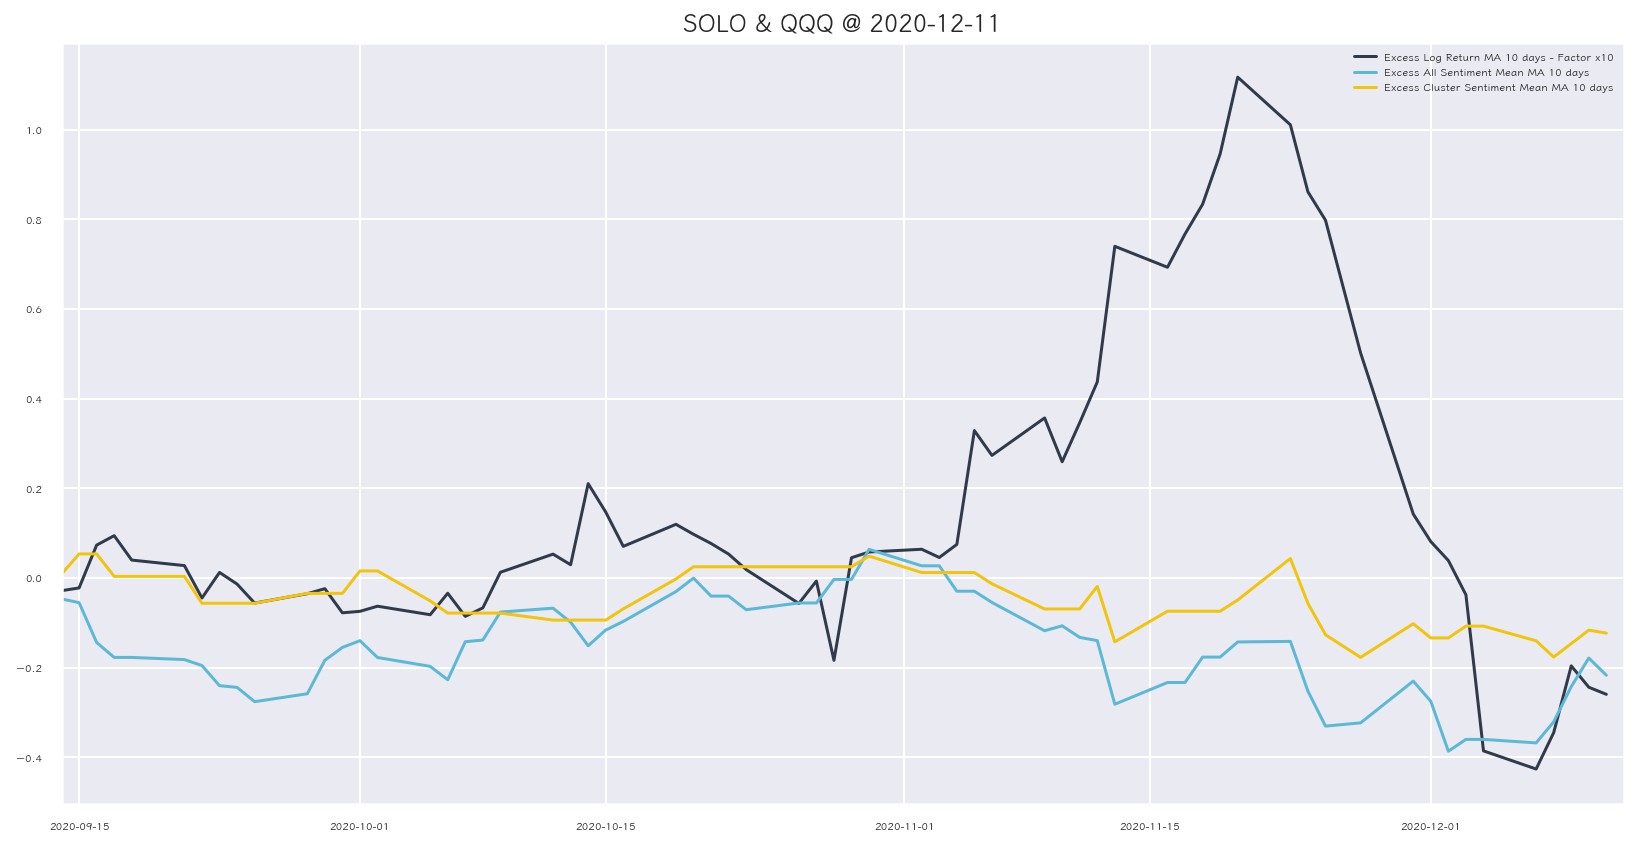 SOLO & QQQ @ 2020-12-11
Excess Log Return MA 10 days - Factor x10
Excess All Sentiment Mean MA 10 days
Excess Cluster Sentiment Mean MA 10 days
1.0
0.8
0.6
0.4
0.2
0.0
−0.2
−0.4
2020-09-15 2020-10-01 2020-10-15 2020-11-01 2020-11-15 2020-12-01